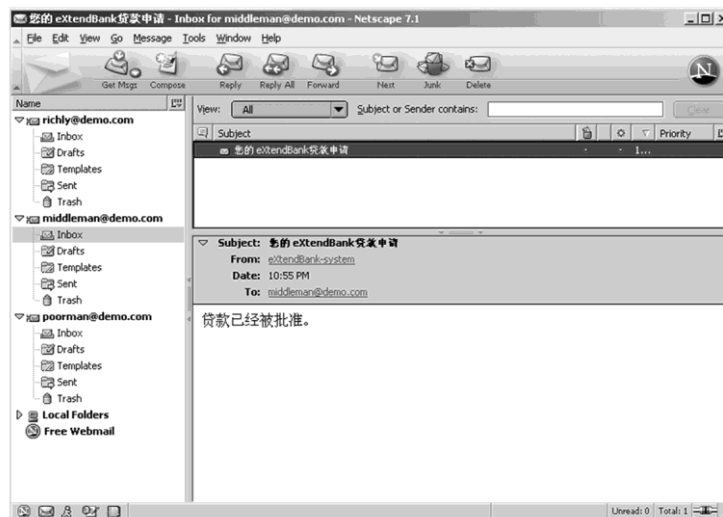 您的 eXtendBank贷款申请 - Inbox for middleman@demo.com - Netscape 7.1
File Edit View Go Message Tools Window Help
Get Msgs Compose Reply Reply All Forward Next Junk Delete
N
Name
richly@demo.com
Inbox
Drafts
Templates
Sent
Trash
middleman@demo.com
Inbox
Drafts
Templates
Sent
Trash
poorman@demo.com
Inbox
Drafts
Templates
Sent
Trash
Local Folders
Free Webmail
View: All Subject or Sender contains: Clear
Subject Priority
您的 eXtendBank贷款申请 1...
Subject: 您的 eXtendBank贷款申请
From: eXtendBank-system
Date: 10:55 PM
To: middleman@demo.com
贷款已经被批准。
Unread: 0 Total: 1